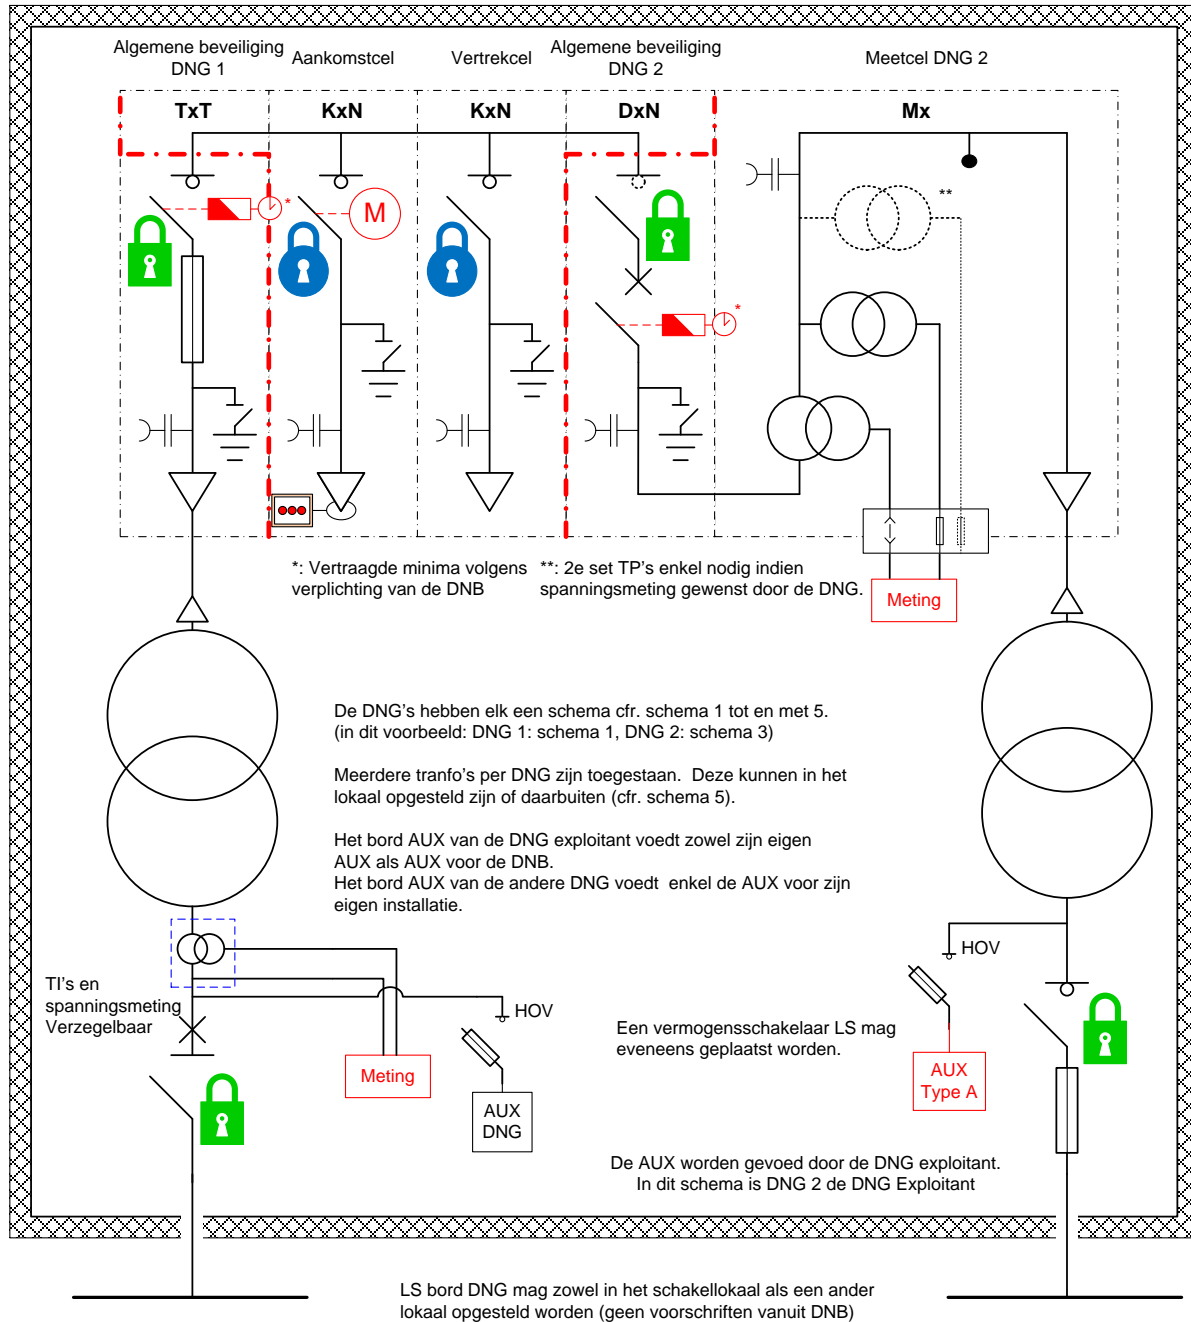 Algemene beveiliging
DNG 1
Aankomstcel
Vertrekcel
Algemene beveiliging
DNG 2
Meetcel DNG 2
TxT
KxN
KxN
DxN
Mx
*
M
**
*
*: Vertraagde minima volgens
verplichting van de DNB
**: 2e set TP's enkel nodig indien
spanningsmeting gewenst door de DNG.
Meting
De DNG's hebben elk een schema cfr. schema 1 tot en met 5.
(in dit voorbeeld: DNG 1: schema 1, DNG 2: schema 3)
Meerdere tranfo's per DNG zijn toegestaan. Deze kunnen in het
lokaal opgesteld zijn of daarbuiten (cfr. schema 5).
Het bord AUX van de DNG exploitant voedt zowel zijn eigen
AUX als AUX voor de DNB.
Het bord AUX van de andere DNG voedt enkel de AUX voor zijn
eigen installatie.
TI's en
spanningsmeting
Verzegelbaar
HOV
Meting
AUX
DNG
HOV
Een vermogensschakelaar LS mag
eveneens geplaatst worden.
AUX
Type A
De AUX worden gevoed door de DNG exploitant.
In dit schema is DNG 2 de DNG Exploitant
LS bord DNG mag zowel in het schakellokaal als een ander
lokaal opgesteld worden (geen voorschriften vanuit DNB)